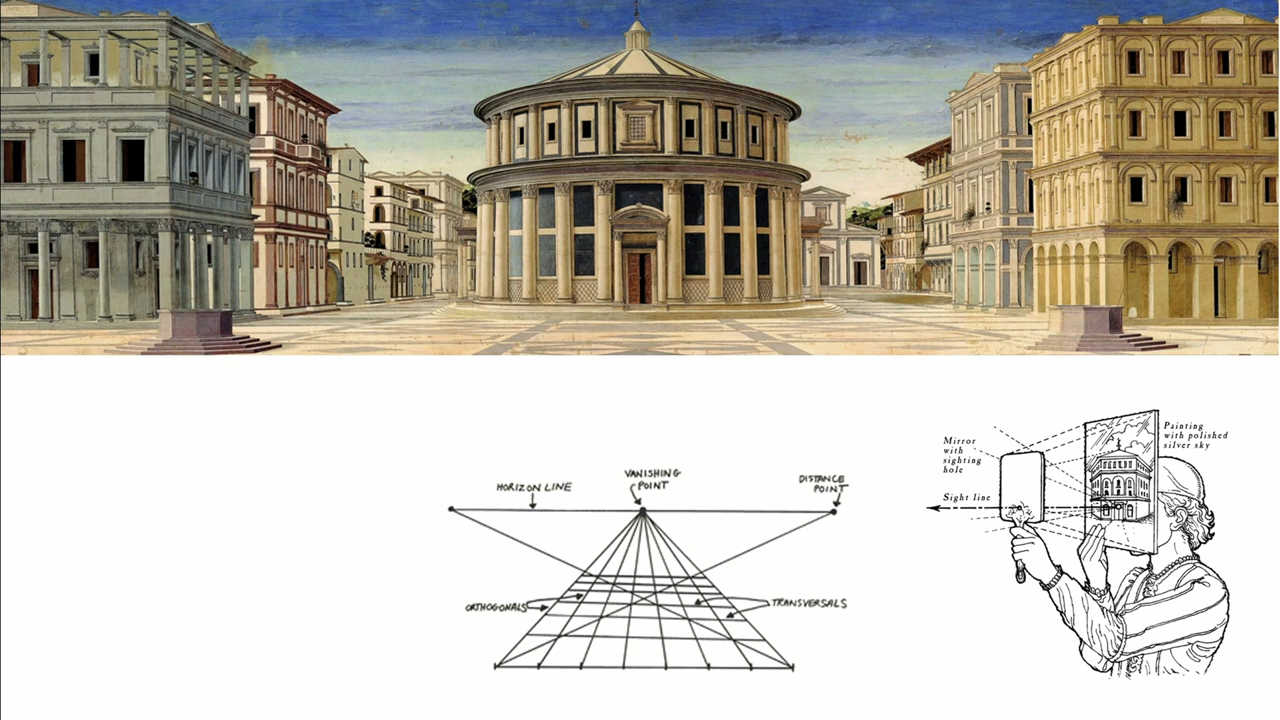 HORIZON LINE
VANISHING
POINT
DISTANCE
POINT
ORTHOGONALS
TRANSVERSALS
Mirror
with
sighting
hole
Sight line
Painting
with polished
silver sky